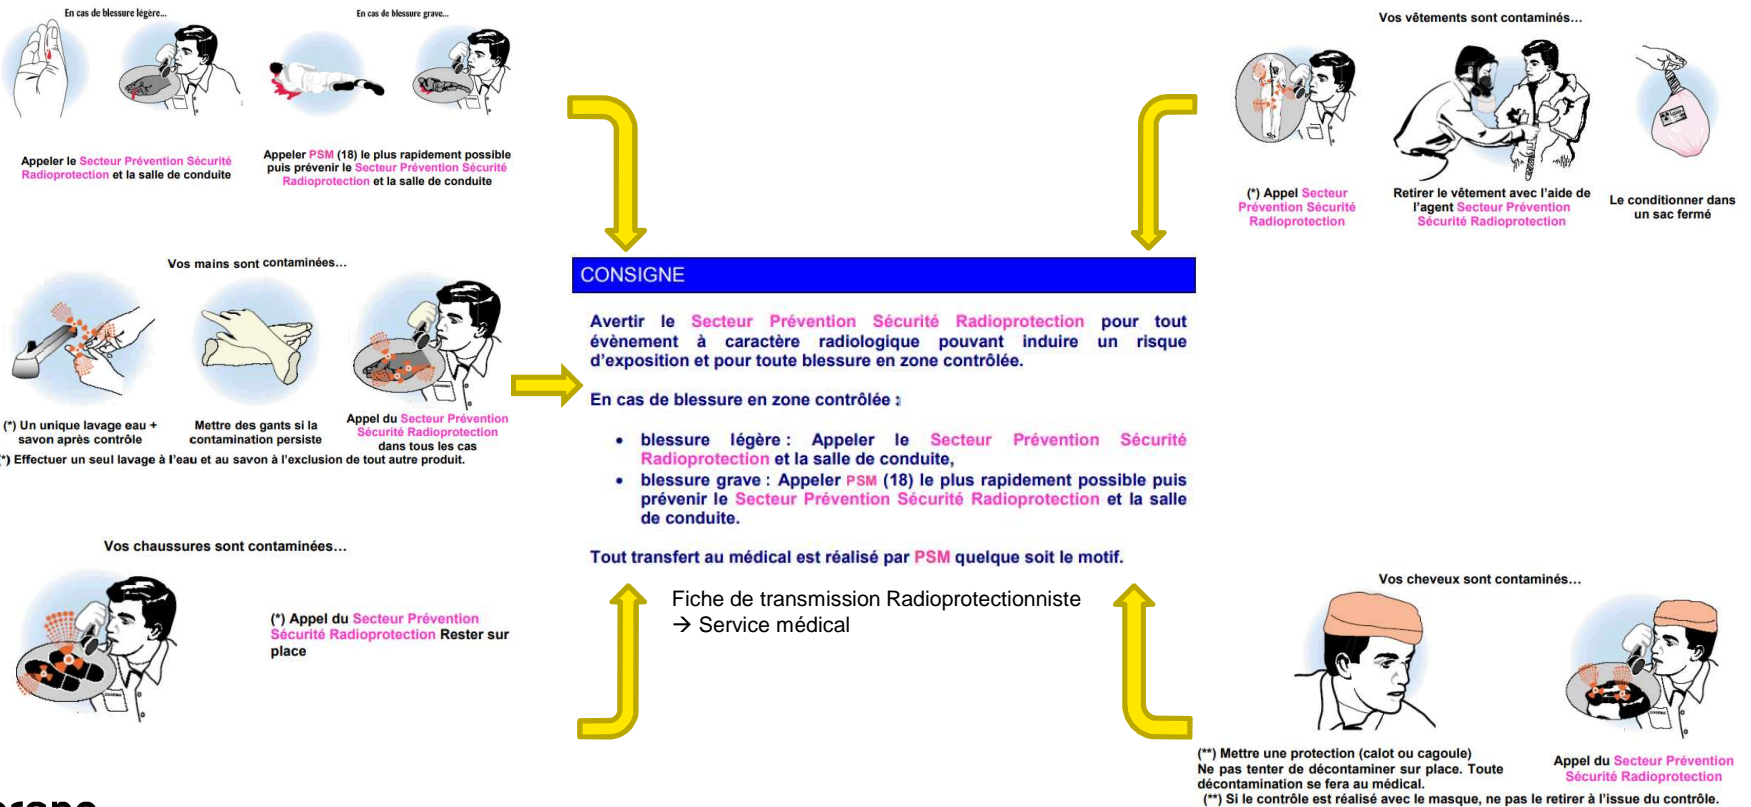 En cas de blessure légère...
En cas de blessure grave...
Appeler le Secteur Prévention Sécurité
Radioprotection et la salle de conduite
Appeler PSM (18) le plus rapidement possible
puis prévenir le Secteur Prévention Sécurité
Radioprotection et la salle de conduite
Vos mains sont contaminées…
(*) Un unique lavage eau +
savon après contrôle
Mettre des gants si la
contamination persiste
Appel du Secteur Prévention
Sécurité Radioprotection
dans tous les cas
*) Effectuer un seul lavage à l'eau et au savon à l'exclusion de tout autre produit.
Vos chaussures sont contaminées…
(*) Appel du Secteur Prévention
Sécurité Radioprotection Rester sur
place
CONSIGNE
Avertir le Secteur Prévention Sécurité Radioprotection pour tout
évènement à caractère radiologique pouvant induire un risque
d'exposition et pour toute blessure en zone contrôlée.
En cas de blessure en zone contrôlée :
• blessure légère : Appeler le Secteur Prévention Sécurité
Radioprotection et la salle de conduite,
• blessure grave : Appeler PSM (18) le plus rapidement possible puis
prévenir le Secteur Prévention Sécurité Radioprotection et la salle
de conduite.
Tout transfert au médical est réalisé par PSM quelque soit le motif.
Fiche de transmission Radioprotectionniste
→ Service médical
Vos vêtements sont contaminés…
(*) Appel Secteur
Prévention Sécurité
Radioprotection
Retirer le vêtement avec l'aide de
l'agent Secteur Prévention
Sécurité Radioprotection
Le conditionner dans
un sac fermé
Vos cheveux sont contaminés…
(**) Mettre une protection (calot ou cagoule)
Ne pas tenter de décontaminer sur place. Toute
décontamination se fera au médical.
(**) Si le contrôle est réalisé avec le masque, ne pas le retirer à l'issue du contrôle.
Appel du Secteur Prévention
Sécurité Radioprotection